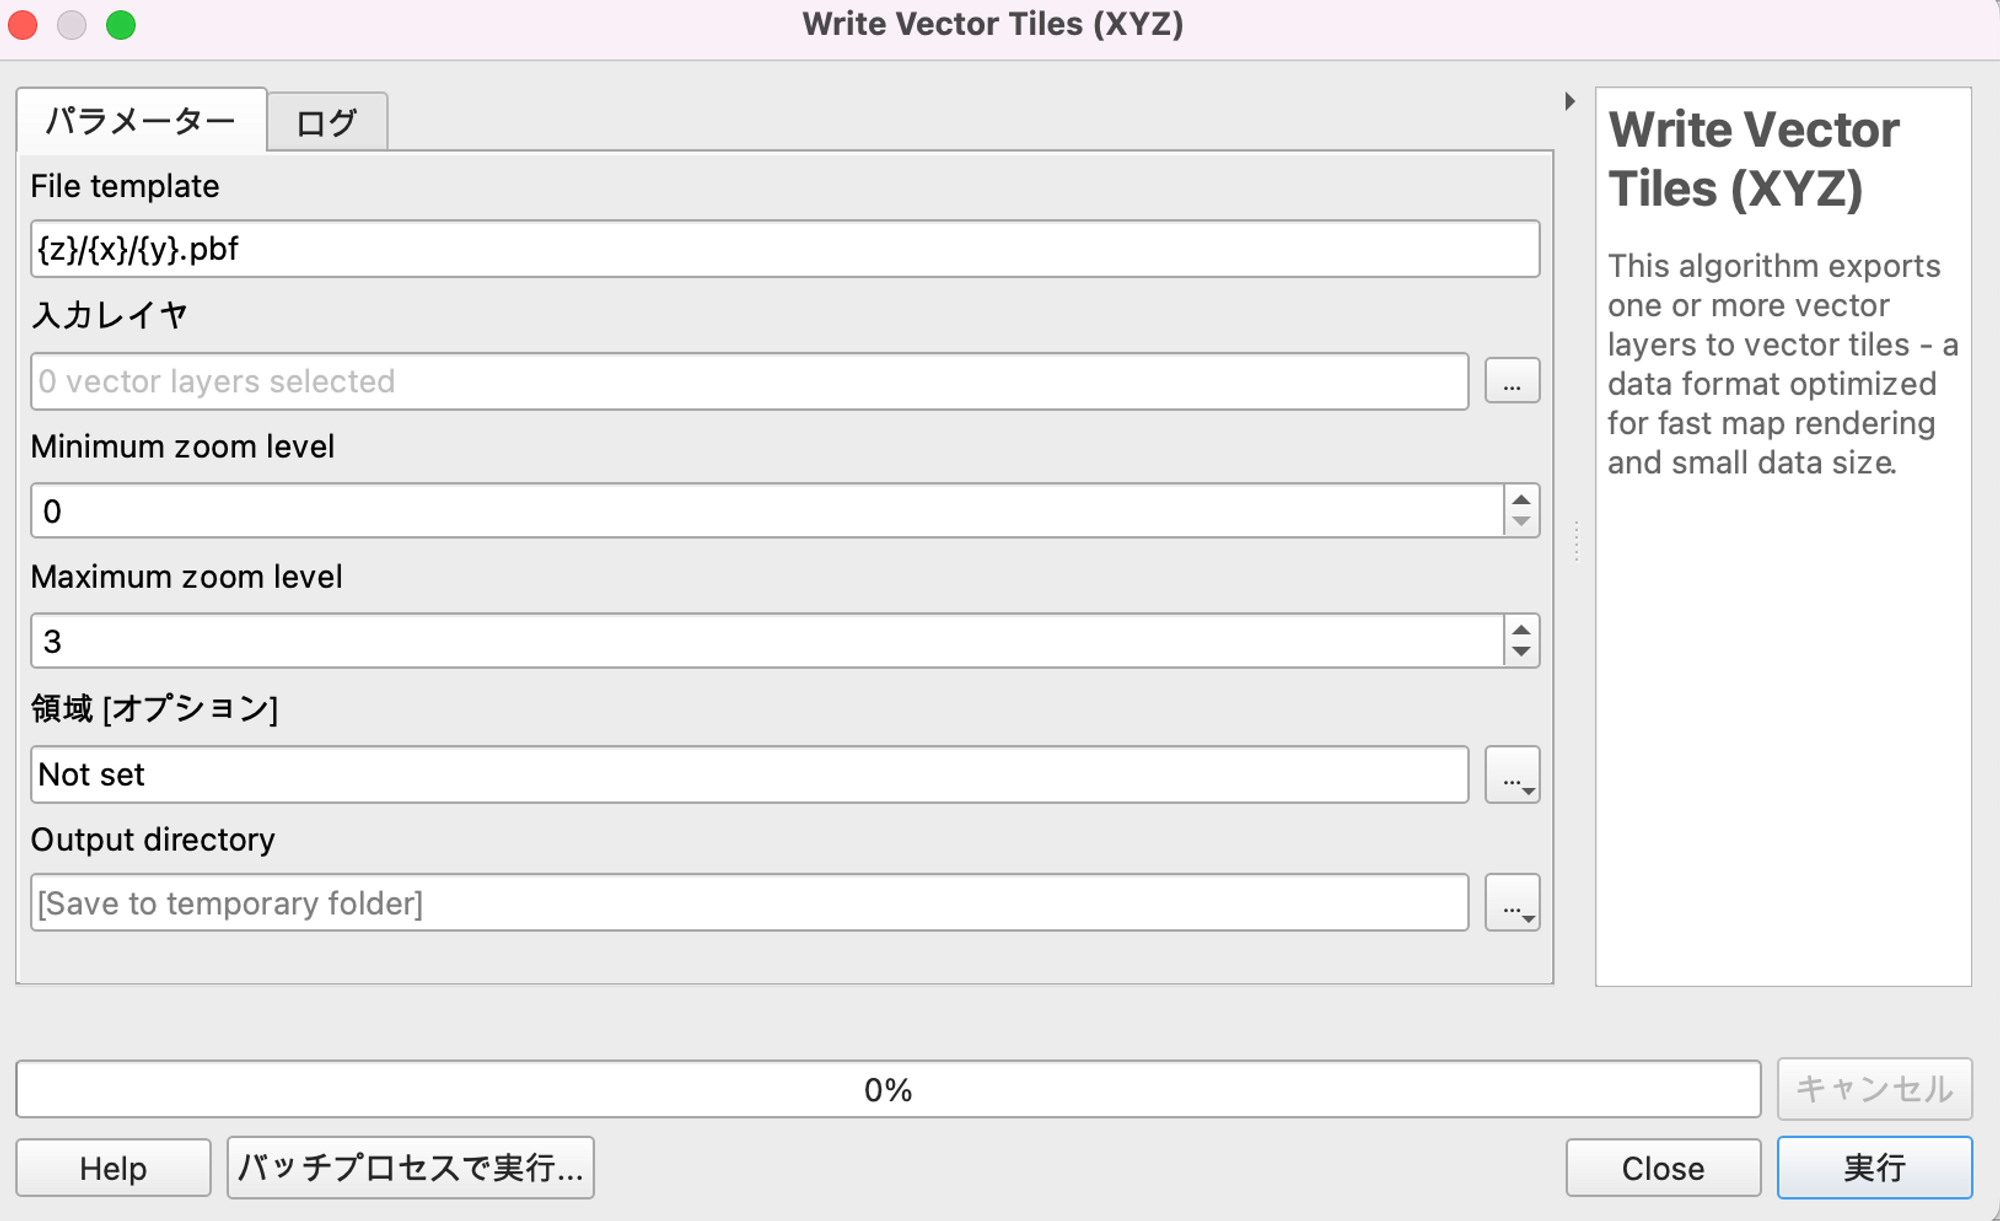 Write Vector Tiles (XYZ)
パラメーター
ログ
File template
{z}/{x}/{y}.pbf
入力レイヤ
0 vector layers selected
...
Minimum zoom level
0
Maximum zoom level
3
領域 [オプション]
Not set
...
Output directory
[Save to temporary folder]
...
Write Vector
Tiles (XYZ)
This algorithm exports
one or more vector
layers to vector tiles - a
data format optimized
for fast map rendering
and small data size.
0%
キャンセル
Help
バッチプロセスで実行...
Close
実行